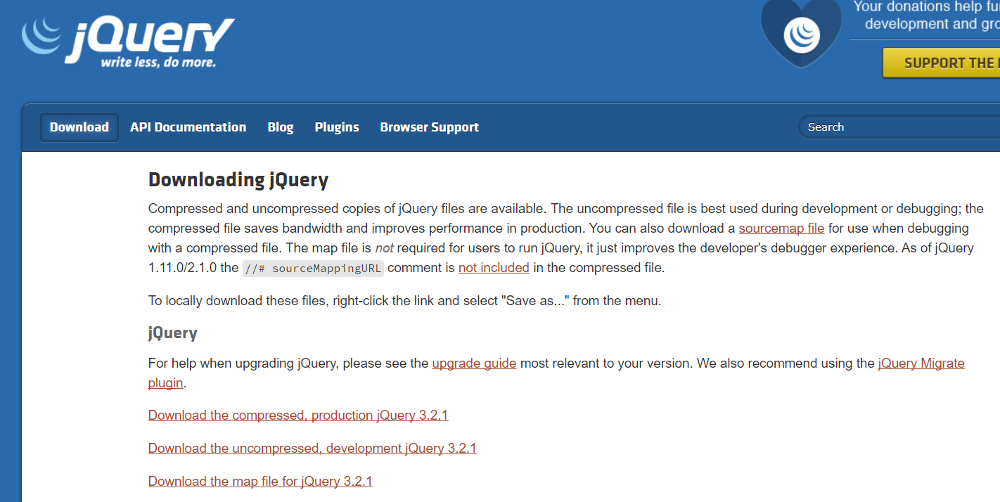 Your donations help
development and
jQuery
write less, do more.
SUPPORT THE
Download API Documentation Blog Plugins Browser Support Search
Downloading jQuery
Compressed and uncompressed copies of jQuery files are available. The uncompressed file is best used during development or debugging; the
compressed file saves bandwidth and improves performance in production. You can also download a sourcemap file for use when debugging
with a compressed file. The map file is not required for users to run jQuery, it just improves the developer's debugger experience. As of jQuery
1.11.0/2.1.0 the //# sourceMappingURL comment is not included in the compressed file.
To locally download these files, right-click the link and select "Save as..." from the menu.
jQuery
For help when upgrading jQuery, please see the upgrade guide most relevant to your version. We also recommend using the jQuery Migrate
plugin.
Download the compressed, production jQuery 3.2.1
Download the uncompressed, development jQuery 3.2.1
Download the map file for jQuery 3.2.1